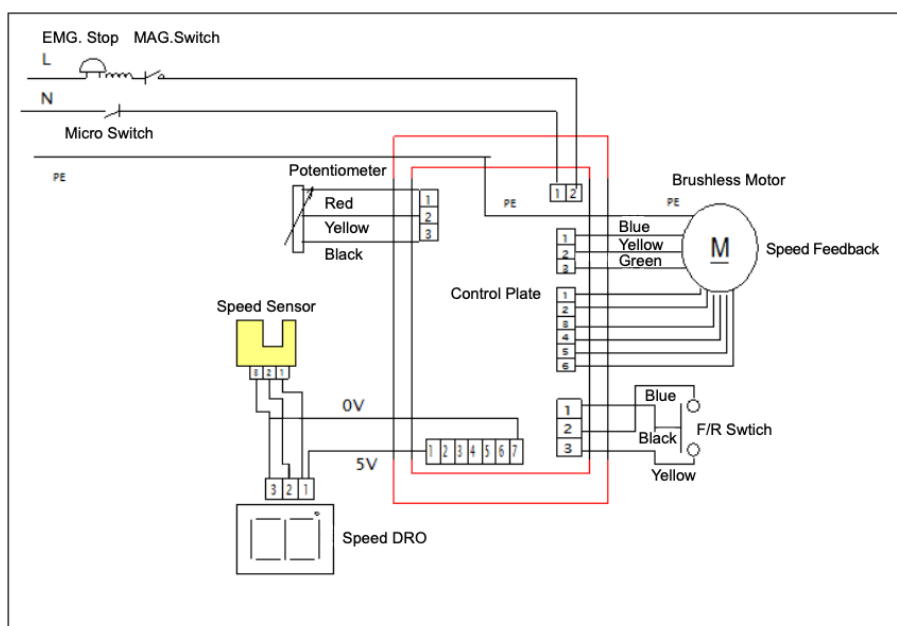 EMG. Stop MAG.Switch
L
N
Micro Switch
PE
Potentiometer
Red
Yellow
Black
1
2
3
1 2
PE
PE
Brushless Motor
Blue
Yellow
Green
1
2
3
M
Speed Feedback
Control Plate
1
2
3
4
5
6
Speed Sensor
3 2 1
0V
5V
1 2 3 4 5 6 7
1
2
3
Blue
Black
Yellow
F/R Swtich
3 2 1
Speed DRO